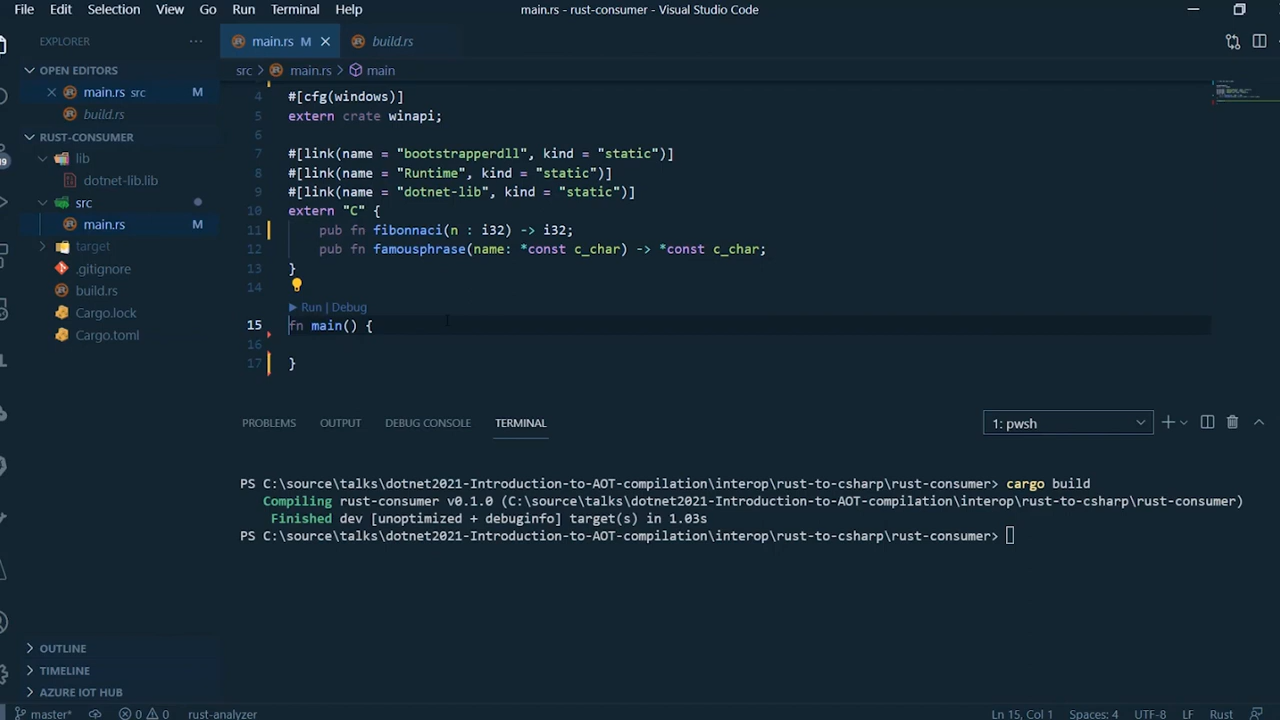 File Edit Selection View Go Run Terminal Help main.rs - rust-consumer - Visual Studio Code
EXPLORER ···
OPEN EDITORS
main.rs src M
build.rs
RUST-CONSUMER
lib
dotnet-lib.lib
src
main.rs M
target
.gitignore
build.rs
Cargo.lock
Cargo.toml
OUTLINE
TIMELINE
AZURE IOT HUB
main.rs M build.rs
src > main.rs > main
4 #[cfg(windows)]
5 extern crate winapi;
6
7 #[link(name = "bootstrapperdll", kind = "static")]
8 #[link(name = "Runtime", kind = "static")]
9 #[link(name = "dotnet-lib", kind = "static")]
10 extern "C" {
11 pub fn fibonnaci(n : i32) -> i32;
12 pub fn famousphrase(name: *const c_char) -> *const c_char;
13 }
14
Run | Debug
15 fn main() {
16
17 }
PROBLEMS OUTPUT DEBUG CONSOLE TERMINAL 1: pwsh
PS C:\source\talks\dotnet2021-Introduction-to-AOT-compilation\interop\rust-to-csharp\rust-consumer> cargo build
Compiling rust-consumer v0.1.0 (C:\source\talks\dotnet2021-Introduction-to-AOT-compilation\interop\rust-to-csharp\rust-consumer)
Finished dev [unoptimized + debuginfo] target(s) in 1.03s
PS C:\source\talks\dotnet2021-Introduction-to-AOT-compilation\interop\rust-to-csharp\rust-consumer>
master* 0 0 rust-analyzer Ln 15, Col 1 Spaces: 4 UTF-8 LF Rust